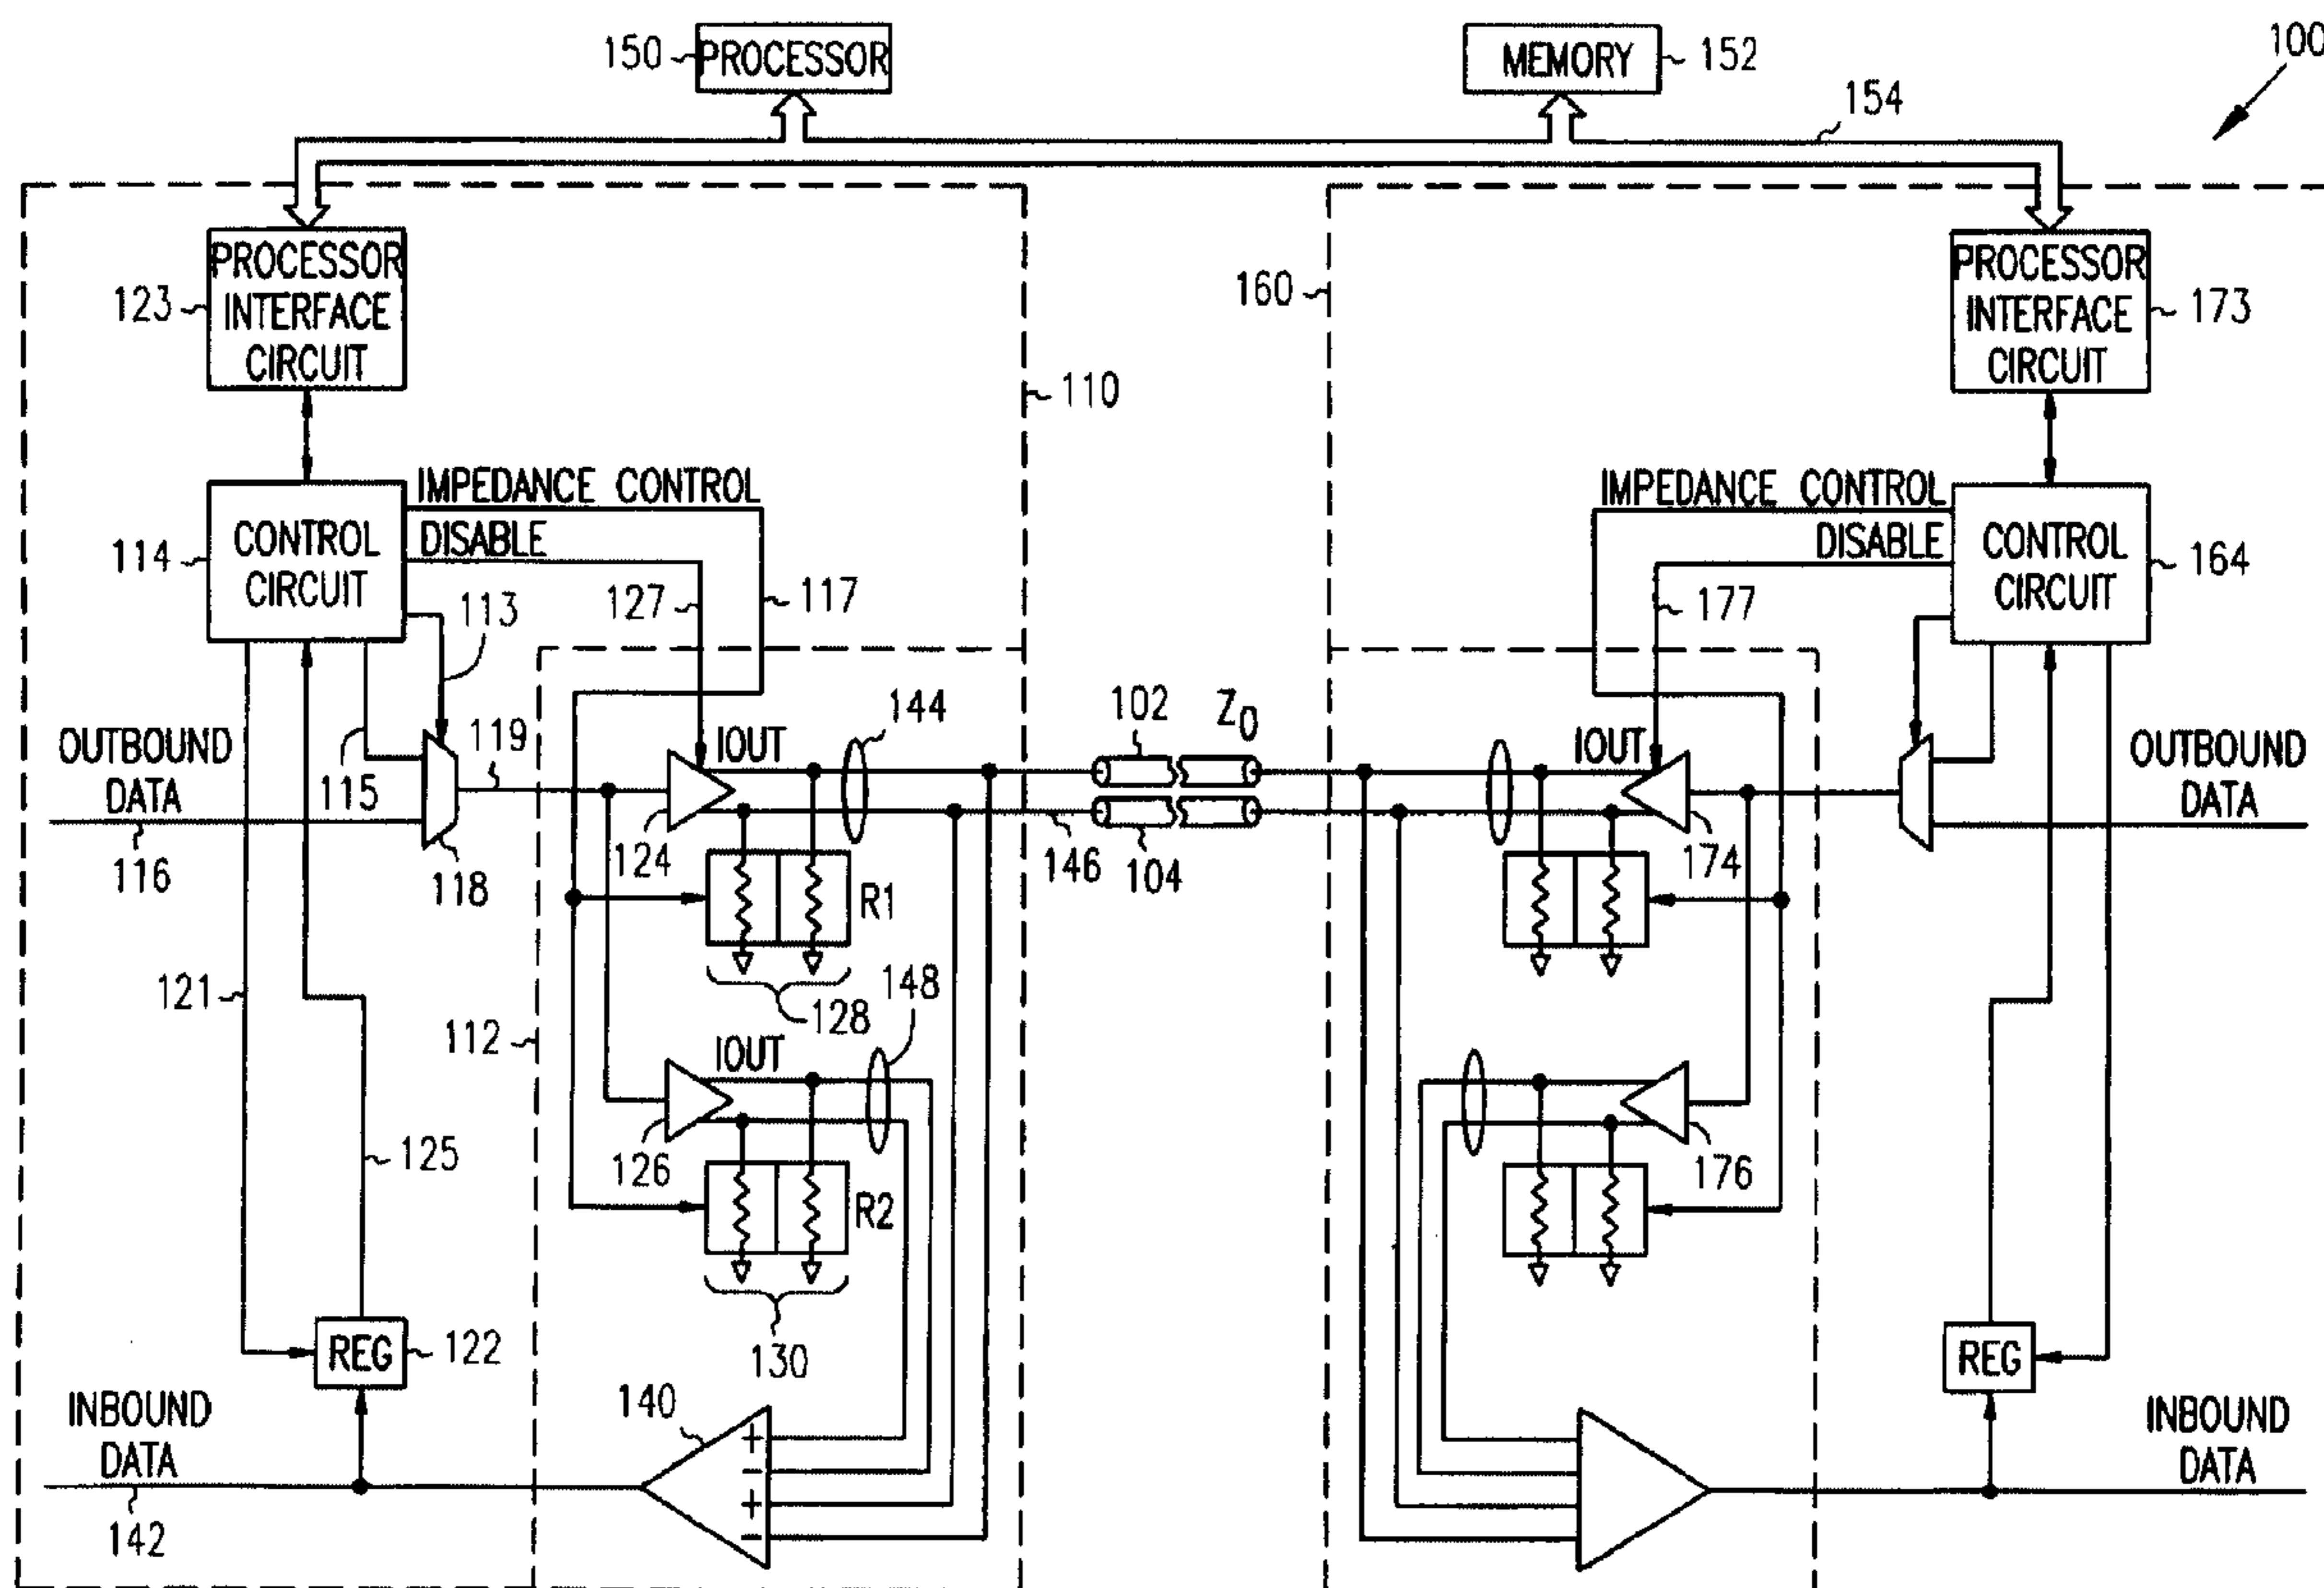 150
PROCESSOR
MEMORY
152
100
154
PROCESSOR
INTERFACE
CIRCUIT
123
110
160
PROCESSOR
INTERFACE
CIRCUIT
173
IMPEDANCE CONTROL
DISABLE
CONTROL
CIRCUIT
114
113
127
117
IMPEDANCE CONTROL
DISABLE
CONTROL
CIRCUIT
164
177
OUTBOUND
DATA
116
115
118
119
IOUT
124
144
102
Z0
146
104
IOUT
174
OUTBOUND
DATA
R1
128
121
125
112
IOUT
148
126
R2
130
176
REG
122
REG
140
+
−
+
−
INBOUND
DATA
142
INBOUND
DATA